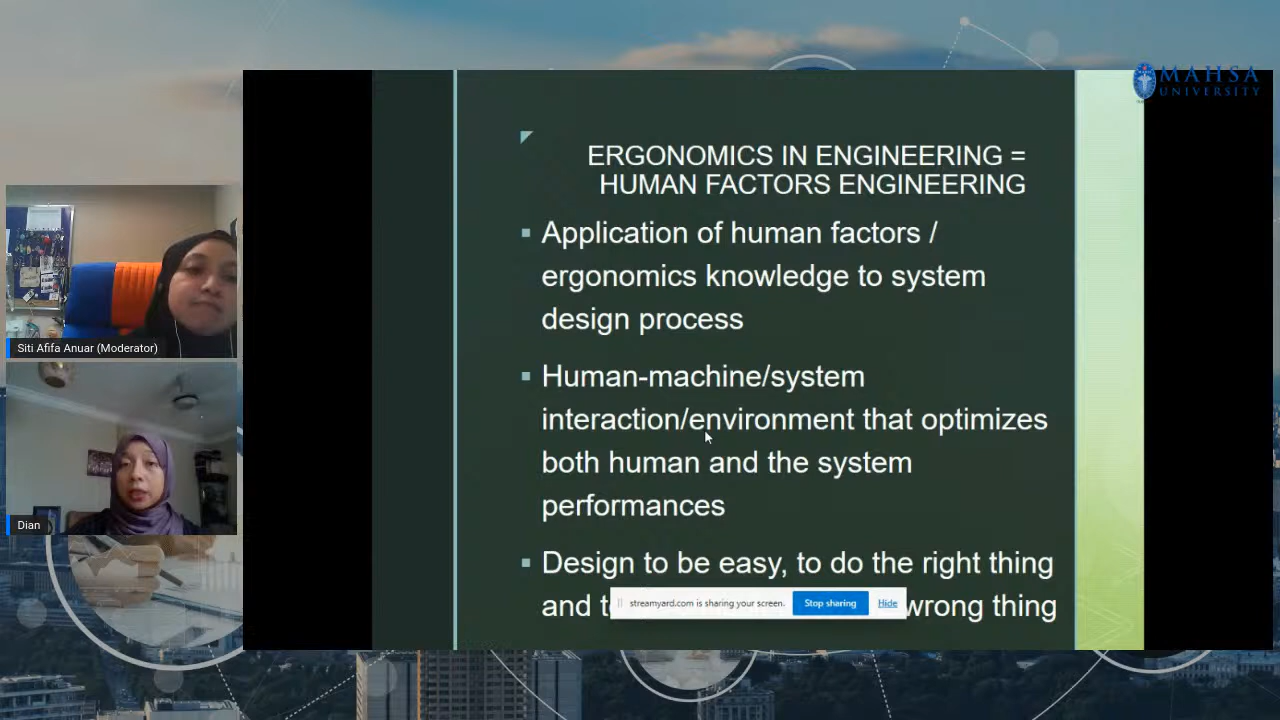 MAHSA
UNIVERSITY
ERGONOMICS IN ENGINEERING =
HUMAN FACTORS ENGINEERING
Application of human factors /
ergonomics knowledge to system
design process
Human-machine/system
interaction/environment that optimizes
both human and the system
performances
Design to be easy, to do the right thing
and wrong thing
streamyard.com is sharing your screen.
Stop sharing
Hide
Siti Afifa Anuar (Moderator)
Dian